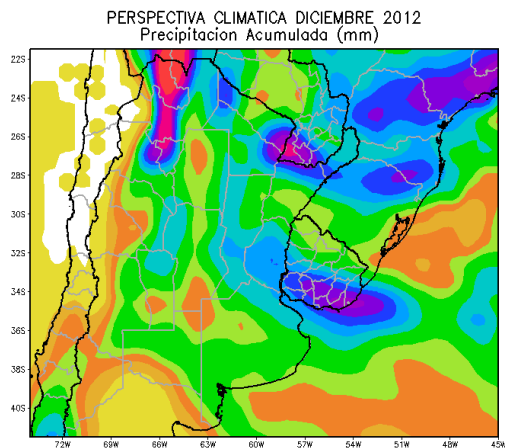 PERSPECTIVA CLIMATICA DICIEMBRE 2012
Precipitacion Acumulada (mm)
22S
24S
26S
28S
30S
32S
34S
36S
38S
40S
72W 69W 66W 63W 60W 57W 54W 51W 48W 45W